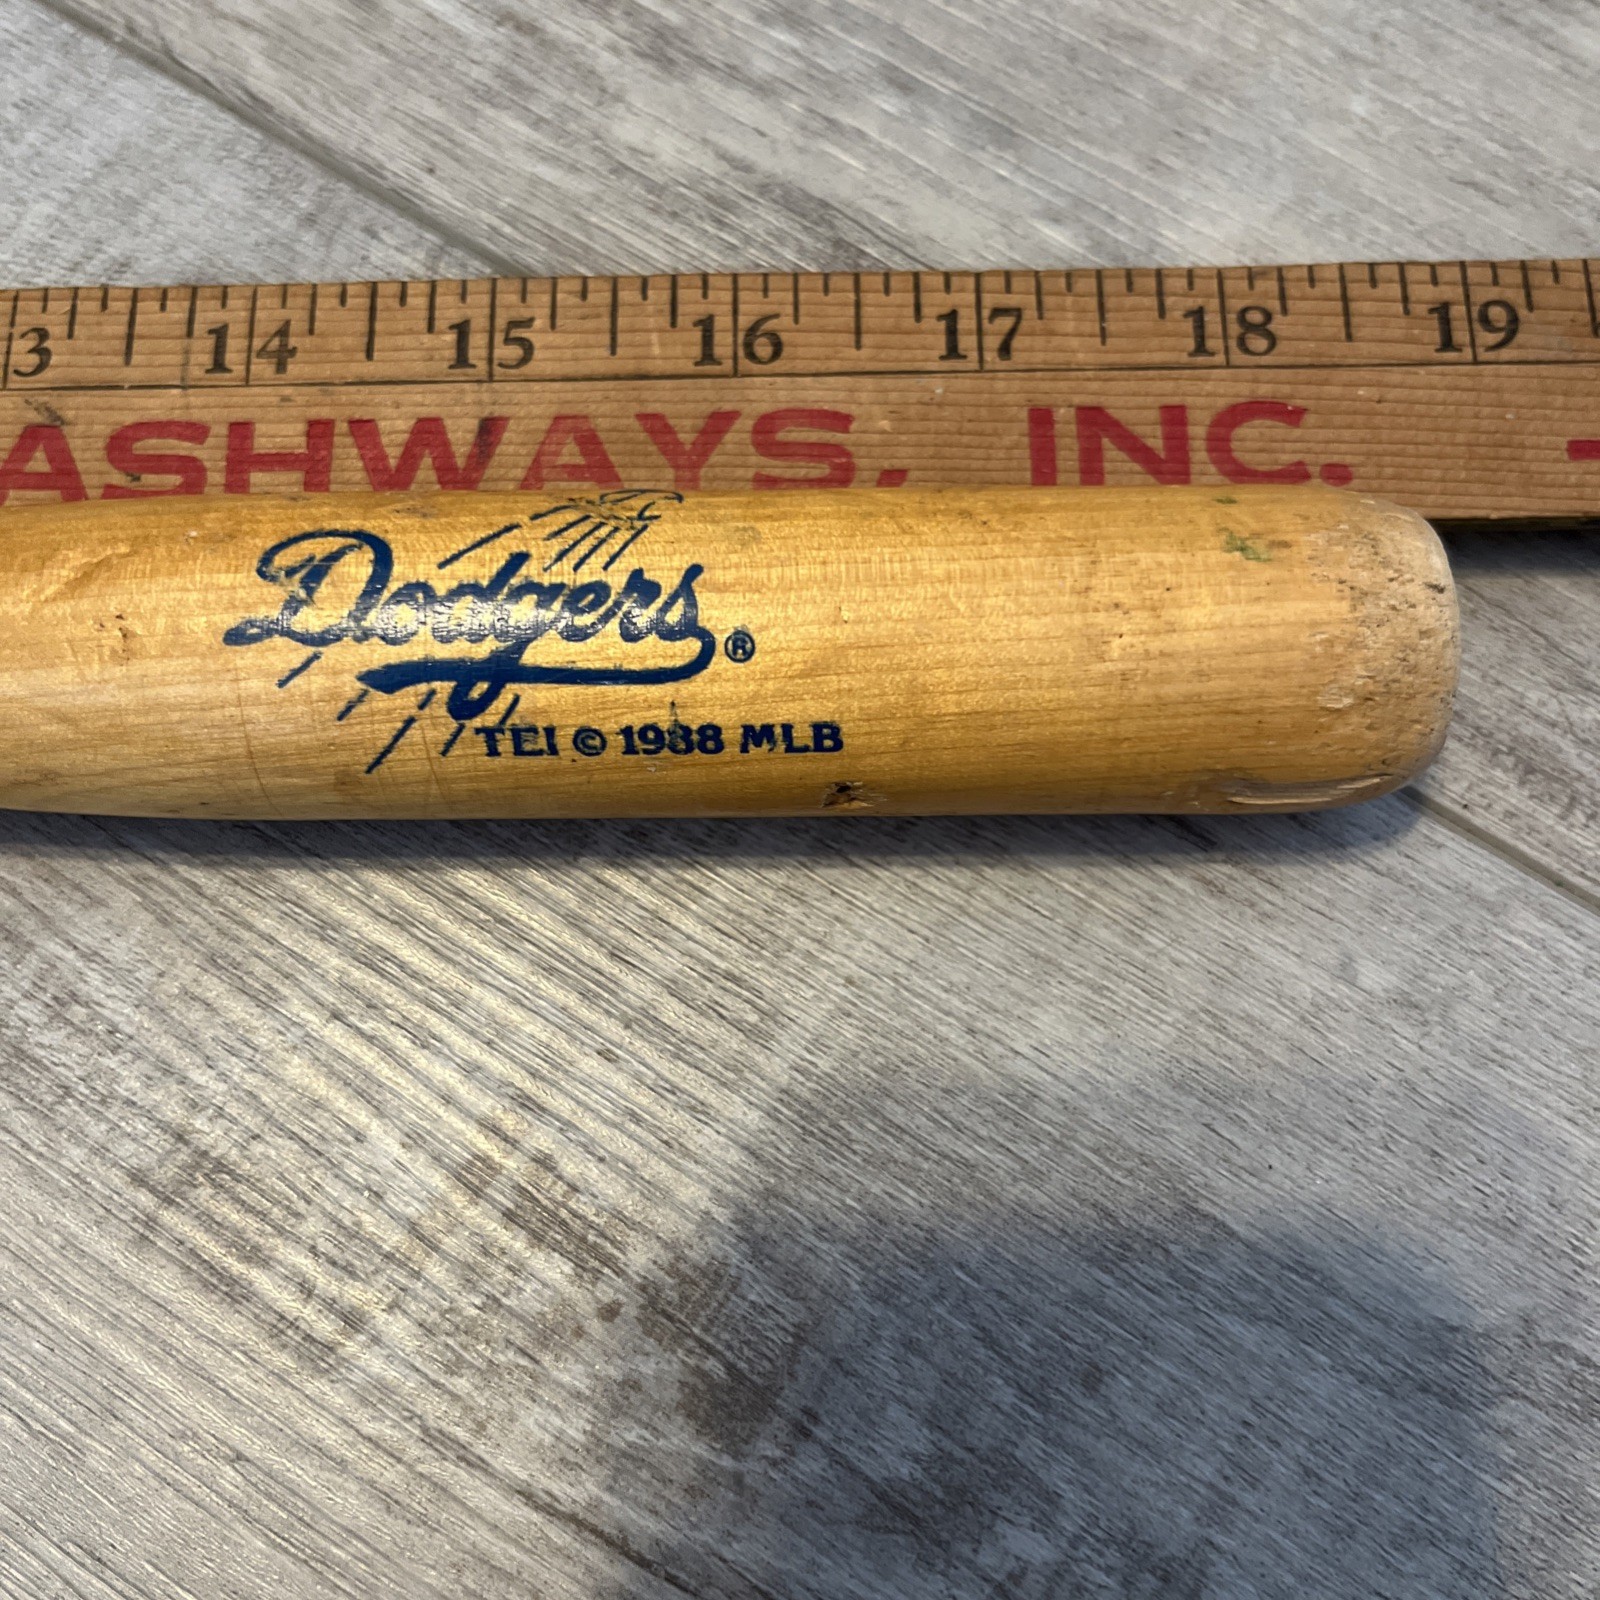 3 14 15 16 17 18 19
ASHWAYS, INC.
Dodgers ®
TEI © 1988 MLB